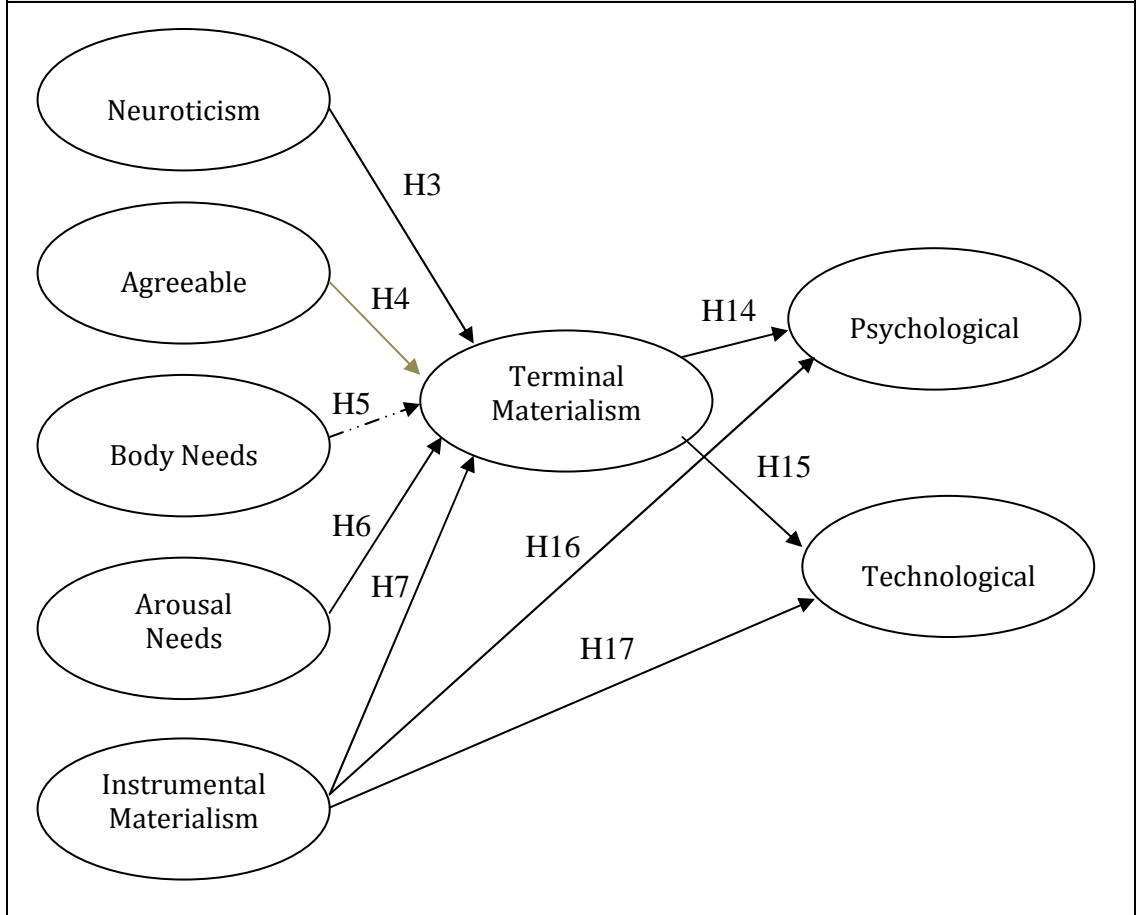 Neuroticism
H3
Agreeable
H4
H14
Psychological
Terminal
Materialism
H5
Body Needs
H15
H6
H16
Arousal
Needs
H7
Technological
H17
Instrumental
Materialism